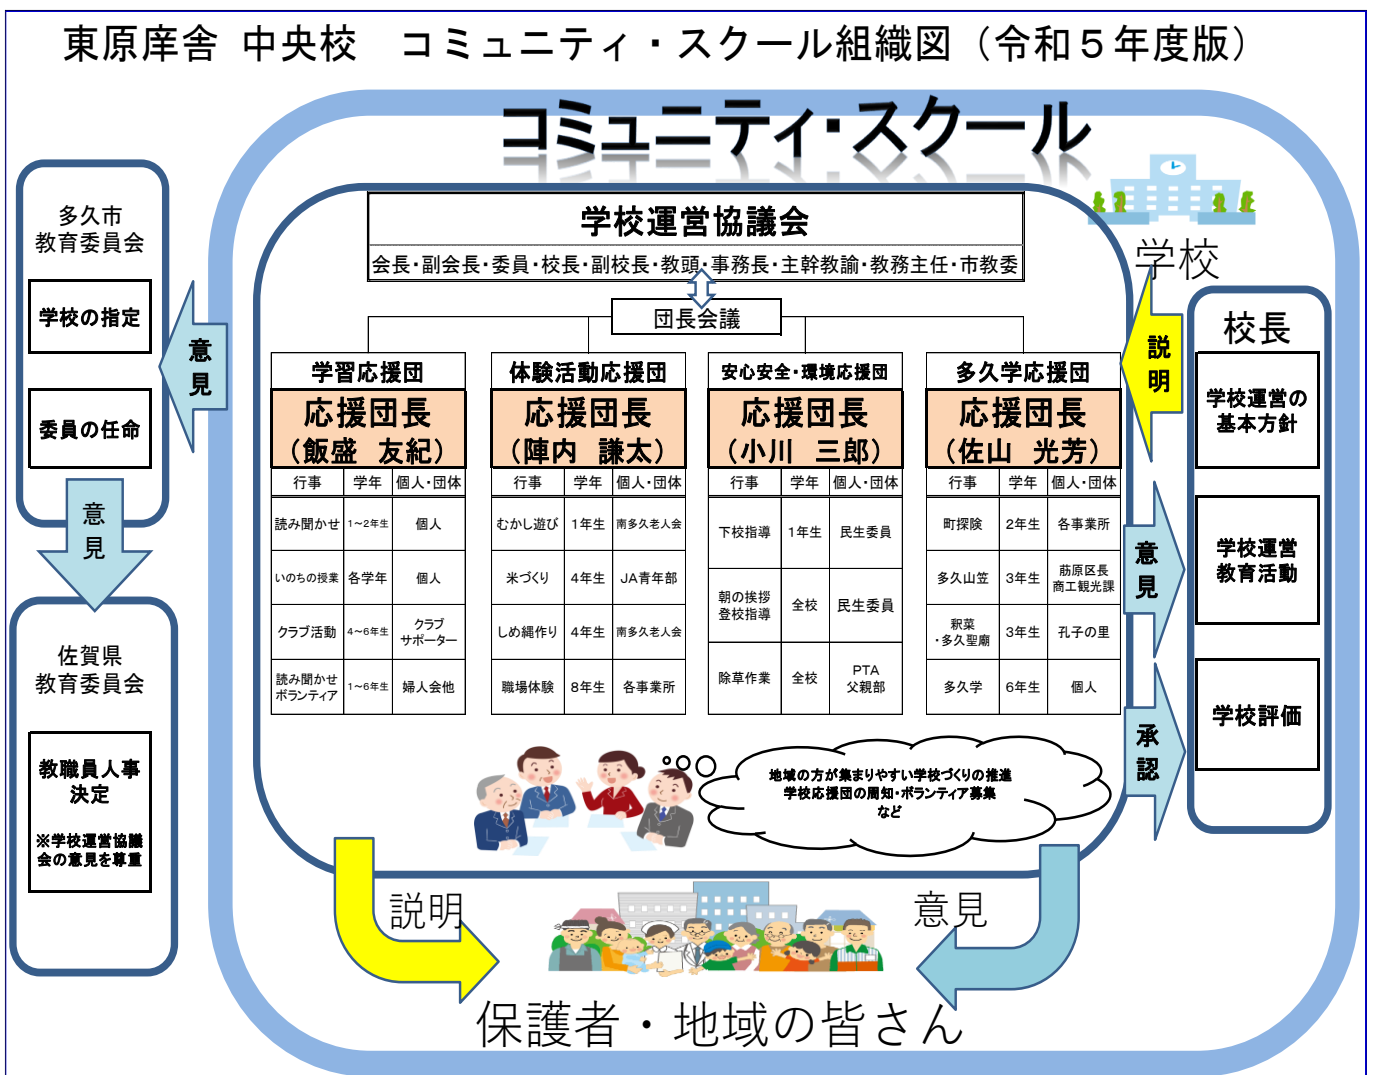 東原庠舎 中央校　コミュニティ・スクール組織図（令和５年度版）
コミュニティ・スクール
多久市
教育委員会
学校の指定
委員の任命
意見
意見
佐賀県
教育委員会
教職員人事
決定
※学校運営協議
会の意見を尊重
学校運営協議会
会長・副会長・委員・校長・副校長・教頭・事務長・主幹教諭・教務主任・市教委
団長会議
学習応援団
応援団長
（飯盛　友紀）
行事 学年 個人・団体
読み聞かせ 1～2年生 個人
いのちの授業 各学年 個人
クラブ活動 4～6年生 クラブ
サポーター
読み聞かせ
ボランティア 1～6年生 婦人会他
体験活動応援団
応援団長
（陣内　謙太）
行事 学年 個人・団体
むかし遊び 1年生 南多久老人会
米づくり 4年生 JA青年部
しめ縄作り 4年生 南多久老人会
職場体験 8年生 各事業所
安心安全・環境応援団
応援団長
（小川　三郎）
行事 学年 個人・団体
下校指導 1年生 民生委員
朝の挨拶
登校指導 全校 民生委員
除草作業 全校 PTA
父親部
多久学応援団
応援団長
（佐山　光芳）
行事 学年 個人・団体
町探険 2年生 各事業所
多久山笠 3年生 莇原区長
商工観光課
釈菜
・多久聖廟 3年生 孔子の里
多久学 6年生 個人
学校
説明
校長
学校運営の
基本方針
意見
学校運営
教育活動
承認
学校評価
地域の方が集まりやすい学校づくりの推進
学校応援団の周知・ボランティア募集
など
説明
意見
保護者・地域の皆さん